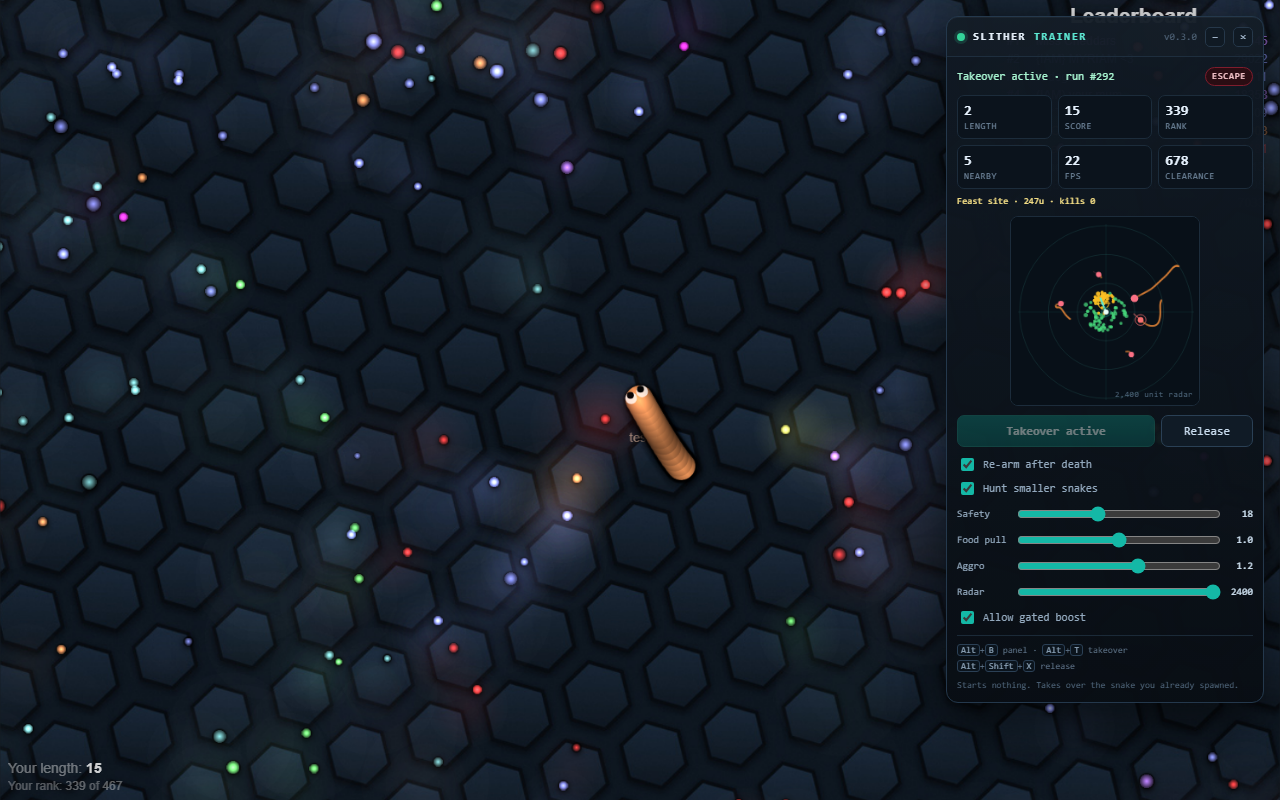 Leaderboard
SLITHER TRAINER v0.3.0
Takeover active · run #292 ESCAPE
2 15 339
LENGTH SCORE RANK
5 22 678
NEARBY FPS CLEARANCE
Feast site · 247u · kills 0
2,400 unit radar
Takeover active Release
Re-arm after death
Hunt smaller snakes
Safety 18
Food pull 1.0
Aggro 1.2
Radar 2400
Allow gated boost
Alt+B panel · Alt+T takeover
Alt+Shift+X release
Starts nothing. Takes over the snake you already spawned.
Your length: 15
Your rank: 339 of 467